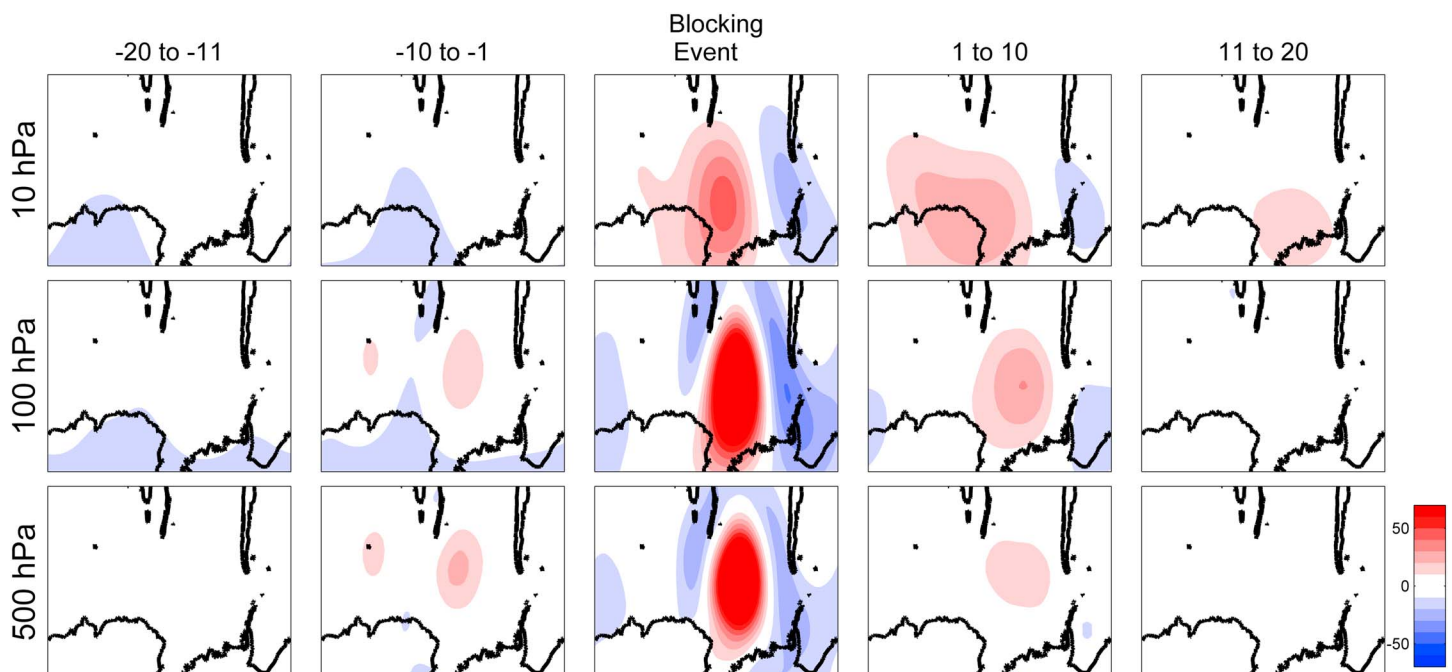 Blocking
-20 to -11
-10 to -1
Event
1 to 10
11 to 20
10 hPa
100 hPa
500 hPa
50
0
-50